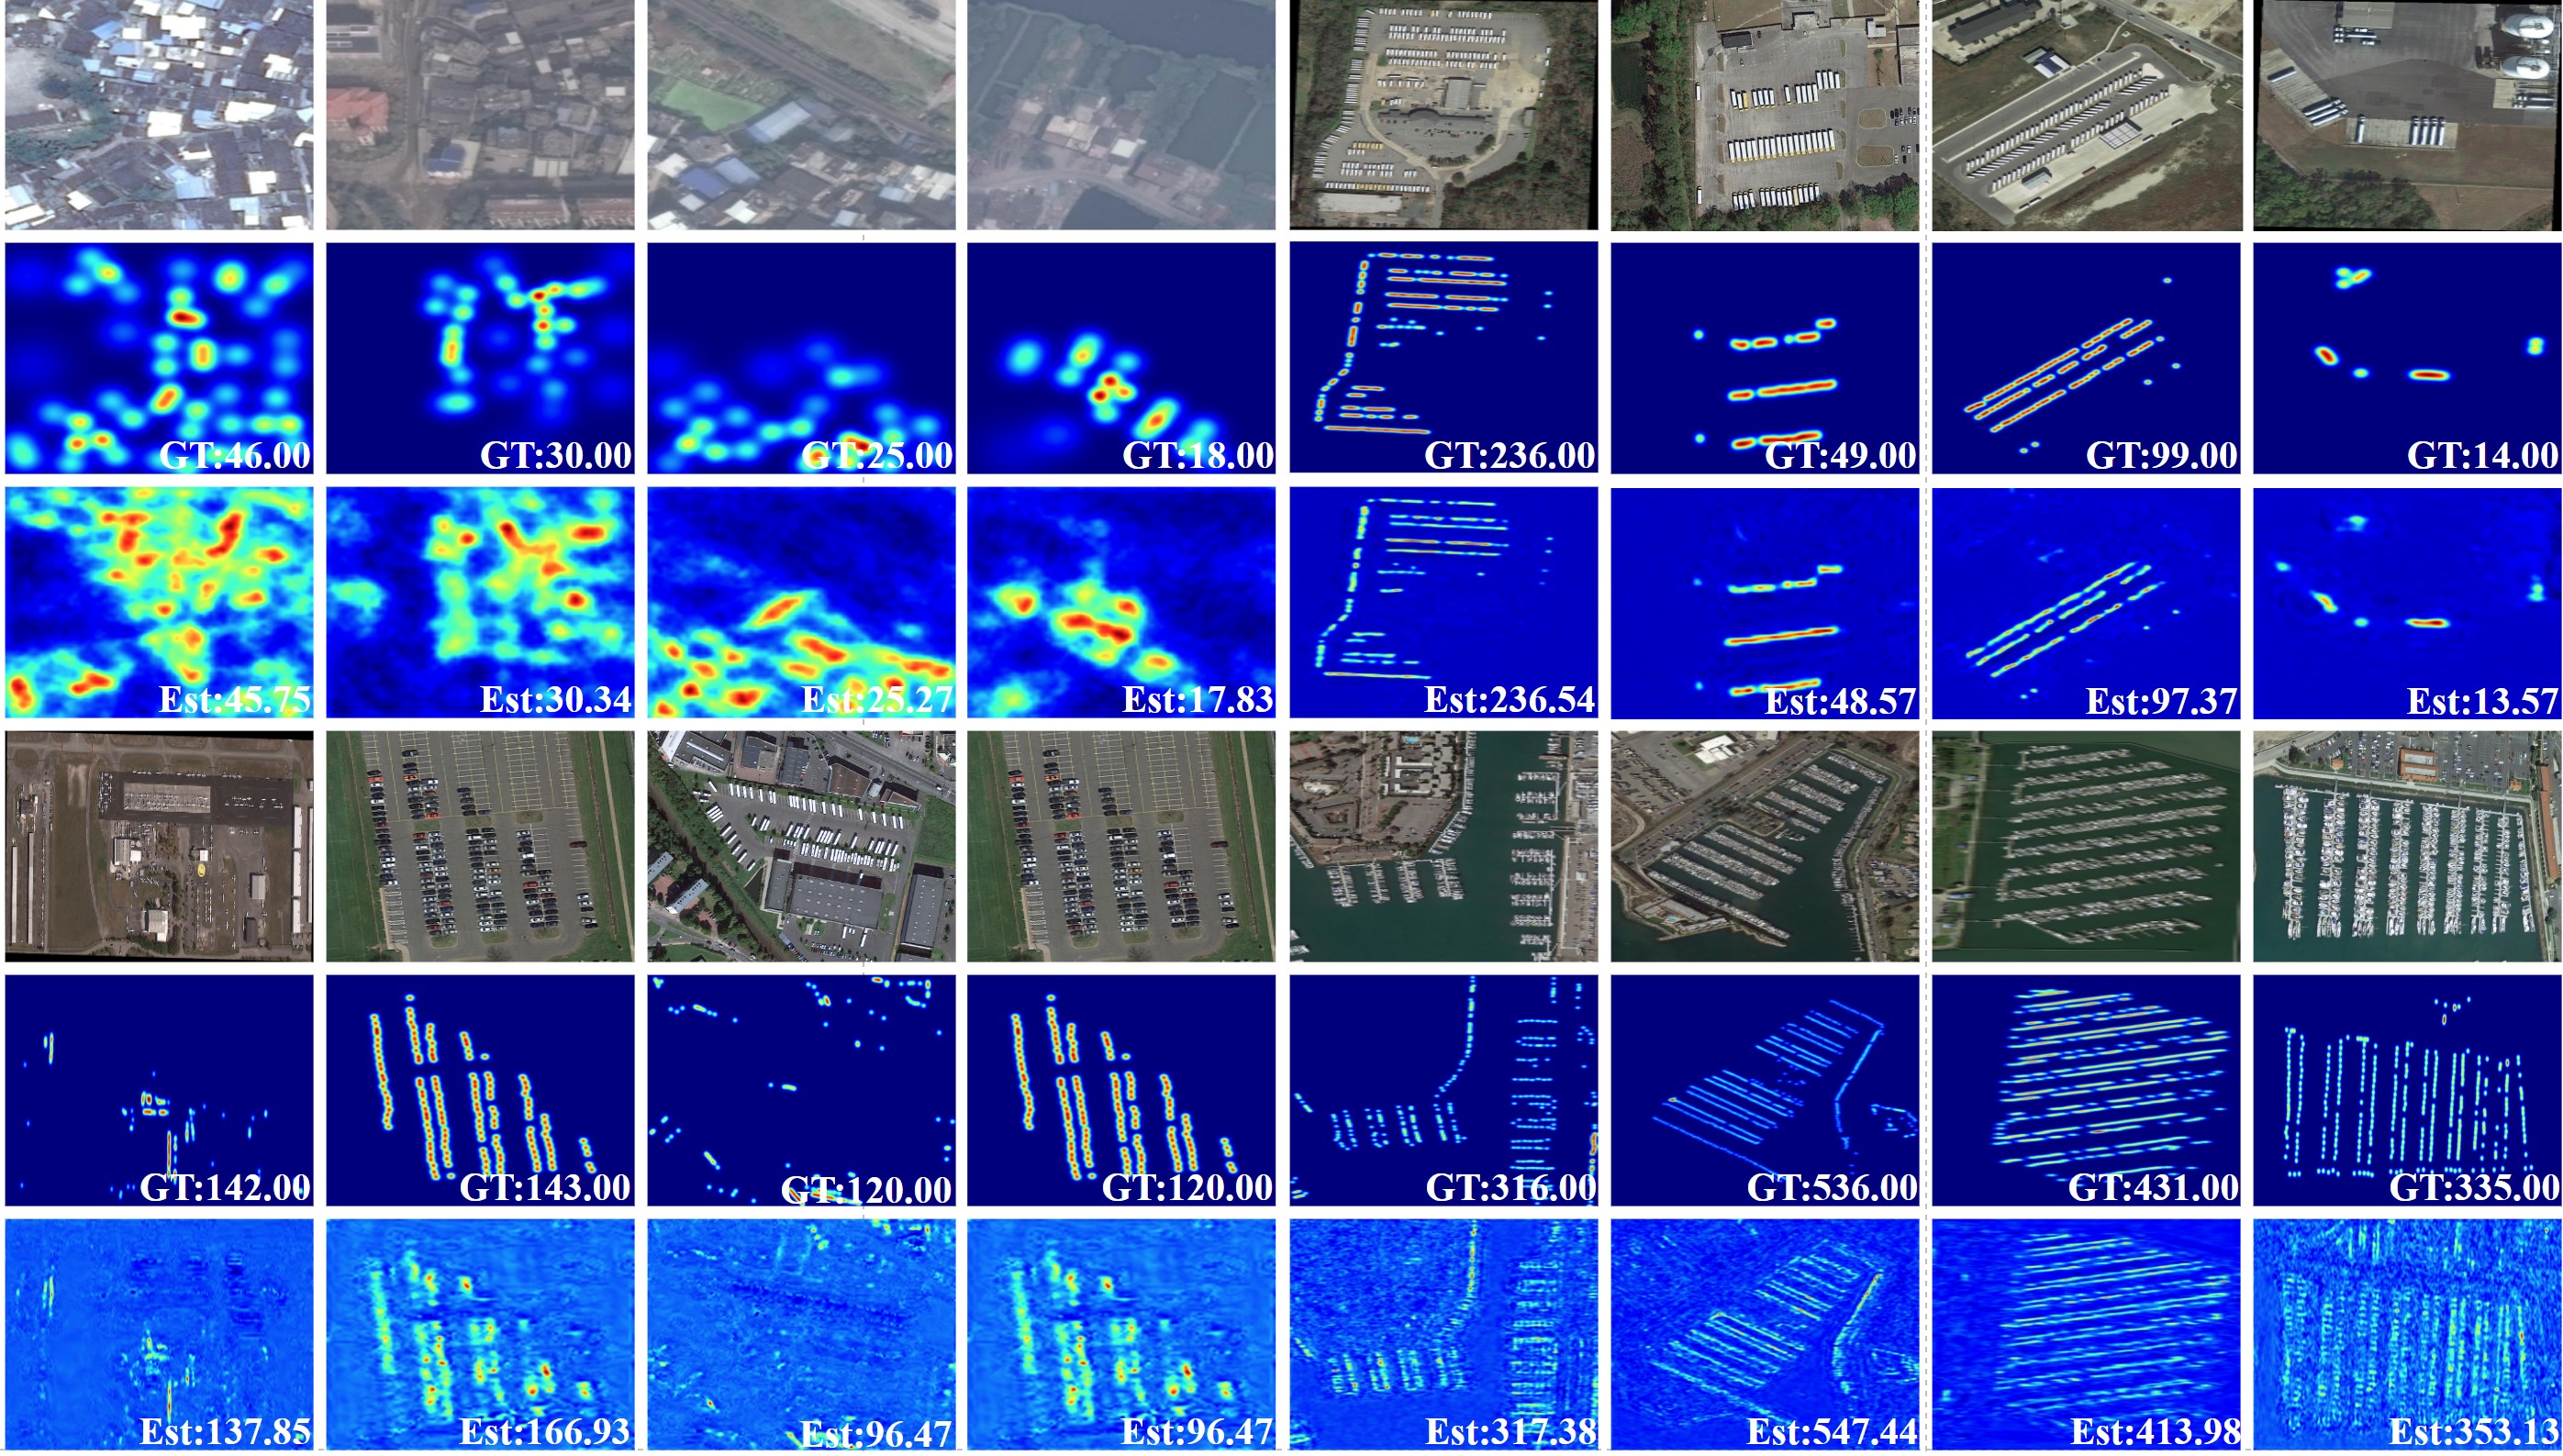 GT:46.00 GT:30.00 GT:25.00 GT:18.00 GT:236.00 GT:49.00 GT:99.00 GT:14.00
Est:45.75 Est:30.34 Est:25.27 Est:17.83 Est:236.54 Est:48.57 Est:97.37 Est:13.57
GT:142.00 GT:143.00 GT:120.00 GT:120.00 GT:316.00 GT:536.00 GT:431.00 GT:335.00
Est:137.85 Est:166.93 Est:96.47 Est:96.47 Est:317.38 Est:547.44 Est:413.98 Est:353.13